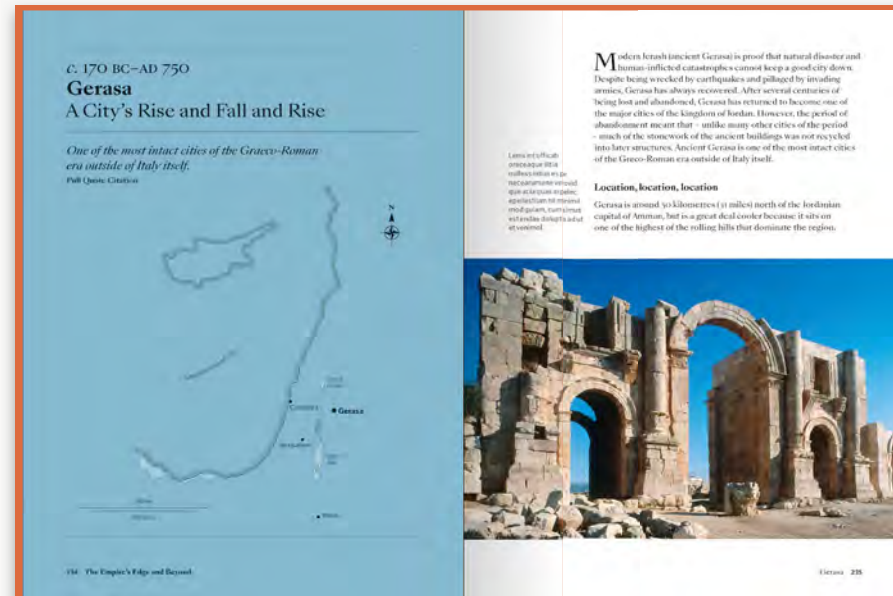 c. 170 BC–AD 750
Gerasa
A City's Rise and Fall and Rise
One of the most intact cities of the Graeco-Roman
era outside of Italy itself.
Pull Quote Citation
N
Gerasa
The Empire's Edge and Beyond
Modern Jerash (ancient Gerasa) is proof that natural disaster and
human-inflicted catastrophes cannot keep a good city down.
Despite being wrecked by earthquakes and pillaged by invading
armies, Gerasa has always recovered. After several centuries of
being lost and abandoned, Gerasa has returned to become one of
the major cities of the kingdom of Jordan. However, the period of
abandonment meant that – unlike many other cities of the period
– much of the stonework of the ancient buildings was not recycled
into later structures. Ancient Gerasa is one of the most intact cities
of the Greco-Roman era outside of Italy itself.
Location, location, location
Gerasa is around 50 kilometres (31 miles) north of the Jordanian
capital of Amman, but is a great deal cooler because it sits on
one of the highest of the rolling hills that dominate the region.
Gerasa 235